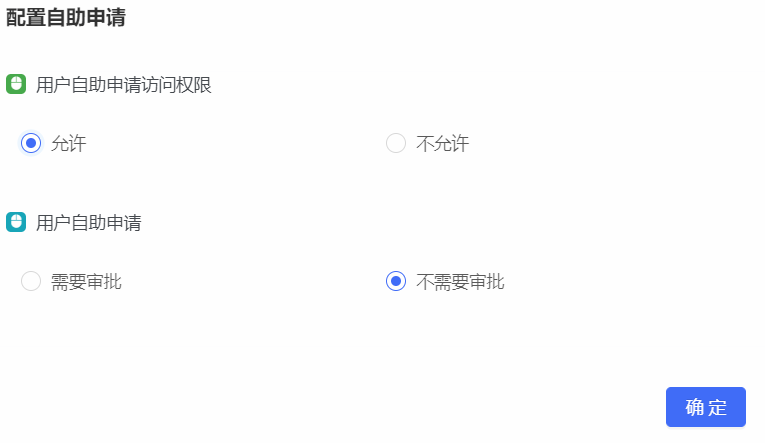 配置自助申请
用户自助申请访问权限
允许 不允许
用户自助申请
需要审批 不需要审批
确 定